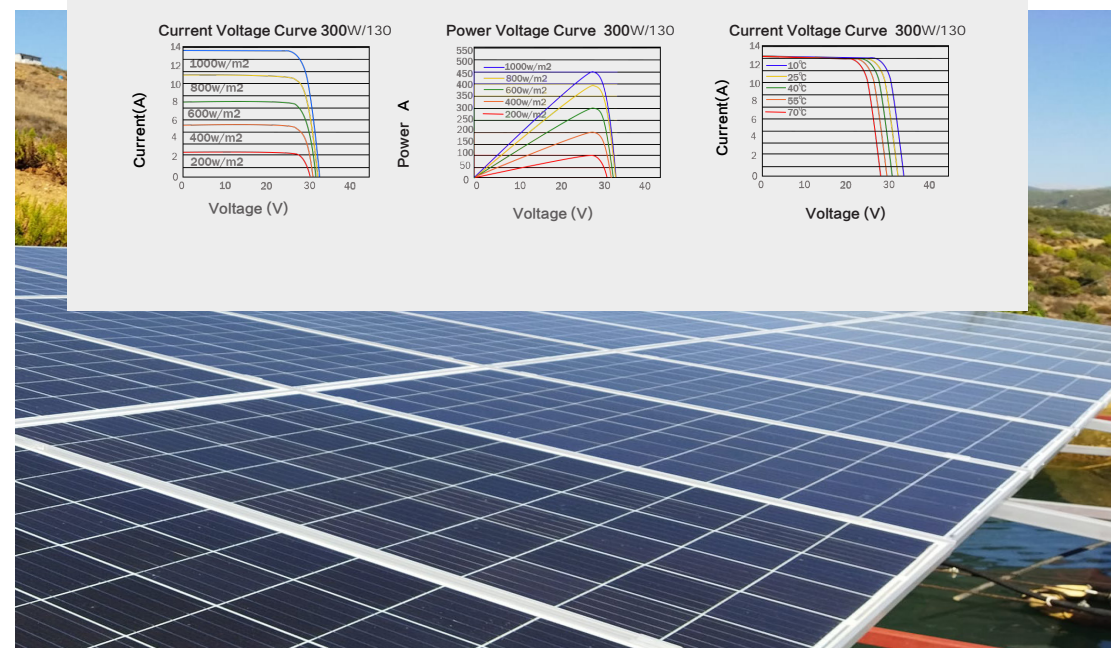 Current Voltage Curve 300W/130
14
12
10
8
6
4
2
0
1000w/m2
800w/m2
600w/m2
400w/m2
200w/m2
0 10 20 30 40
Current(A)
Voltage (V)
Power Voltage Curve 300W/130
550
500
450
400
350
300
250
200
150
100
50
0
1000w/m2
800w/m2
600w/m2
400w/m2
200w/m2
0 10 20 30 40
Power A
Voltage (V)
Current Voltage Curve 300W/130
14
12
10
8
6
4
2
0
10℃
25℃
40℃
55℃
70℃
0 10 20 30 40
Current(A)
Voltage (V)